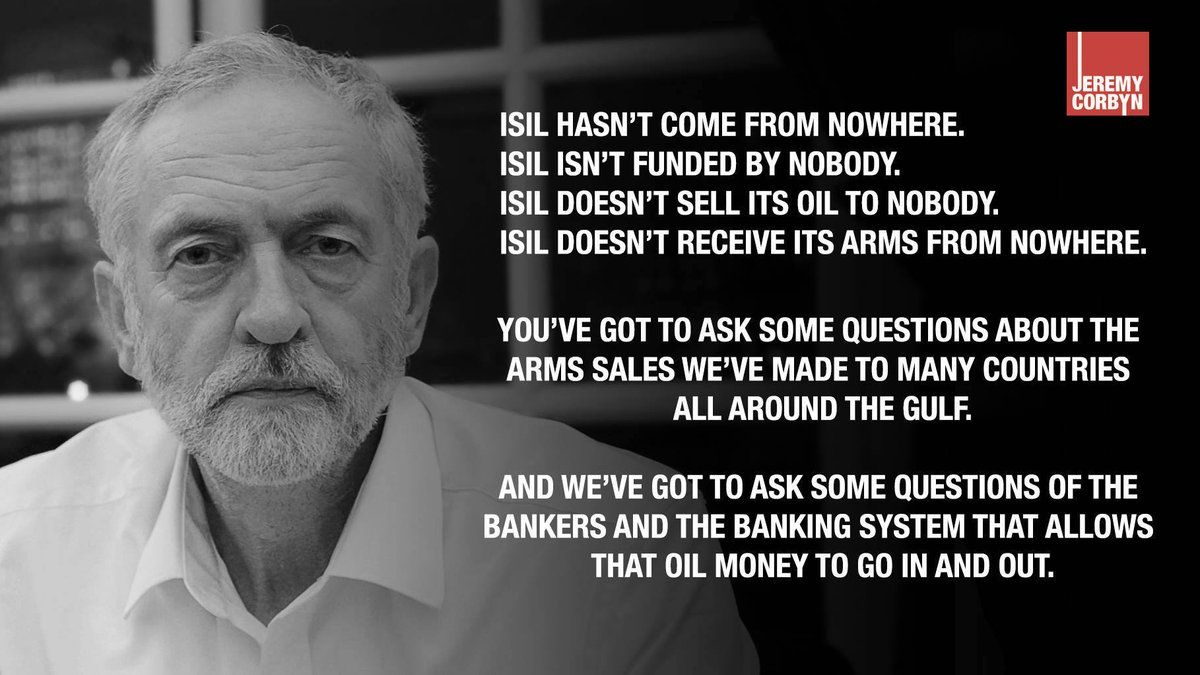 JEREMY
CORBYN
ISIL HASN'T COME FROM NOWHERE.
ISIL ISN'T FUNDED BY NOBODY.
ISIL DOESN'T SELL ITS OIL TO NOBODY.
ISIL DOESN'T RECEIVE ITS ARMS FROM NOWHERE.
YOU'VE GOT TO ASK SOME QUESTIONS ABOUT THE
ARMS SALES WE'VE MADE TO MANY COUNTRIES
ALL AROUND THE GULF.
AND WE'VE GOT TO ASK SOME QUESTIONS OF THE
BANKERS AND THE BANKING SYSTEM THAT ALLOWS
THAT OIL MONEY TO GO IN AND OUT.